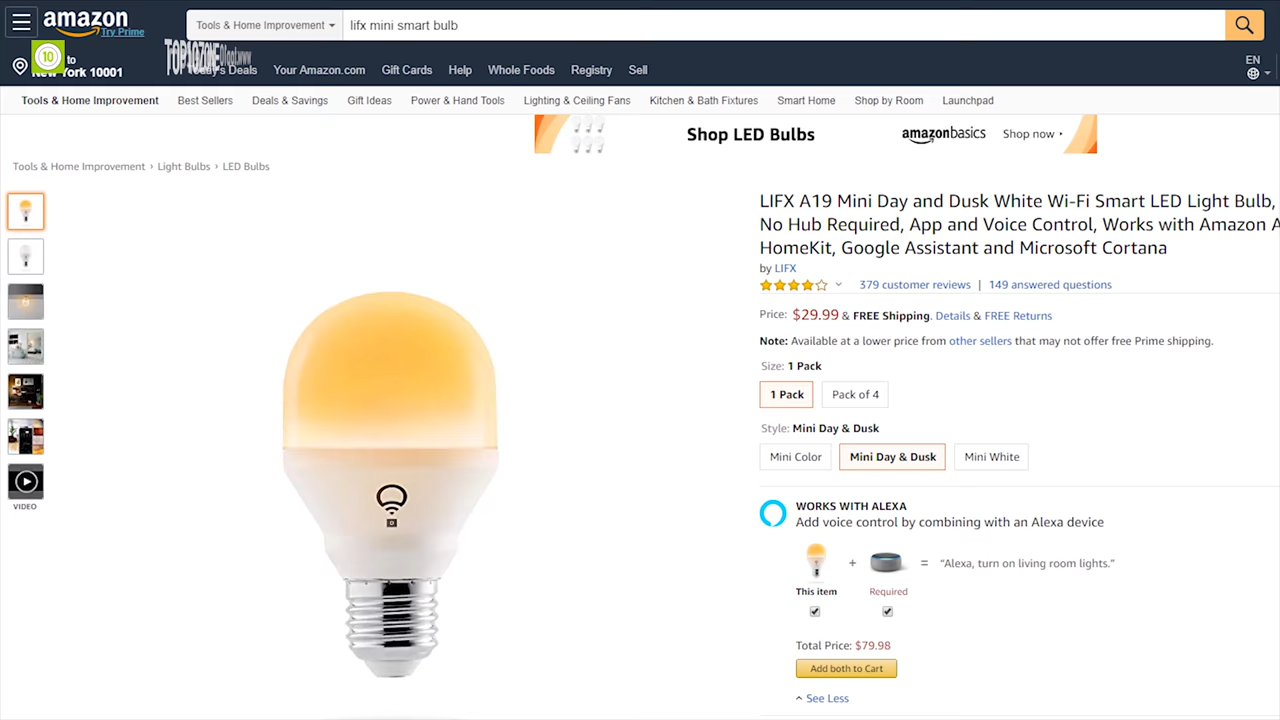 amazon
Try Prime
Tools & Home Improvement
lifx mini smart bulb
10
to
New York 10001
TOP10ZONE
Today's Deals
Your Amazon.com
Gift Cards
Help
Whole Foods
Registry
Sell
EN
Tools & Home Improvement
Best Sellers
Deals & Savings
Gift Ideas
Power & Hand Tools
Lighting & Ceiling Fans
Kitchen & Bath Fixtures
Smart Home
Shop by Room
Launchpad
Shop LED Bulbs
amazonbasics
Shop now
Tools & Home Improvement › Light Bulbs › LED Bulbs
LIFX A19 Mini Day and Dusk White Wi-Fi Smart LED Light Bulb,
No Hub Required, App and Voice Control, Works with Amazon A
HomeKit, Google Assistant and Microsoft Cortana
by LIFX
379 customer reviews | 149 answered questions
Price: $29.99 & FREE Shipping. Details & FREE Returns
Note: Available at a lower price from other sellers that may not offer free Prime shipping.
Size: 1 Pack
1 Pack
Pack of 4
Style: Mini Day & Dusk
Mini Color
Mini Day & Dusk
Mini White
VIDEO
WORKS WITH ALEXA
Add voice control by combining with an Alexa device
+
=
“Alexa, turn on living room lights.”
This item
Required
Total Price: $79.98
Add both to Cart
See Less